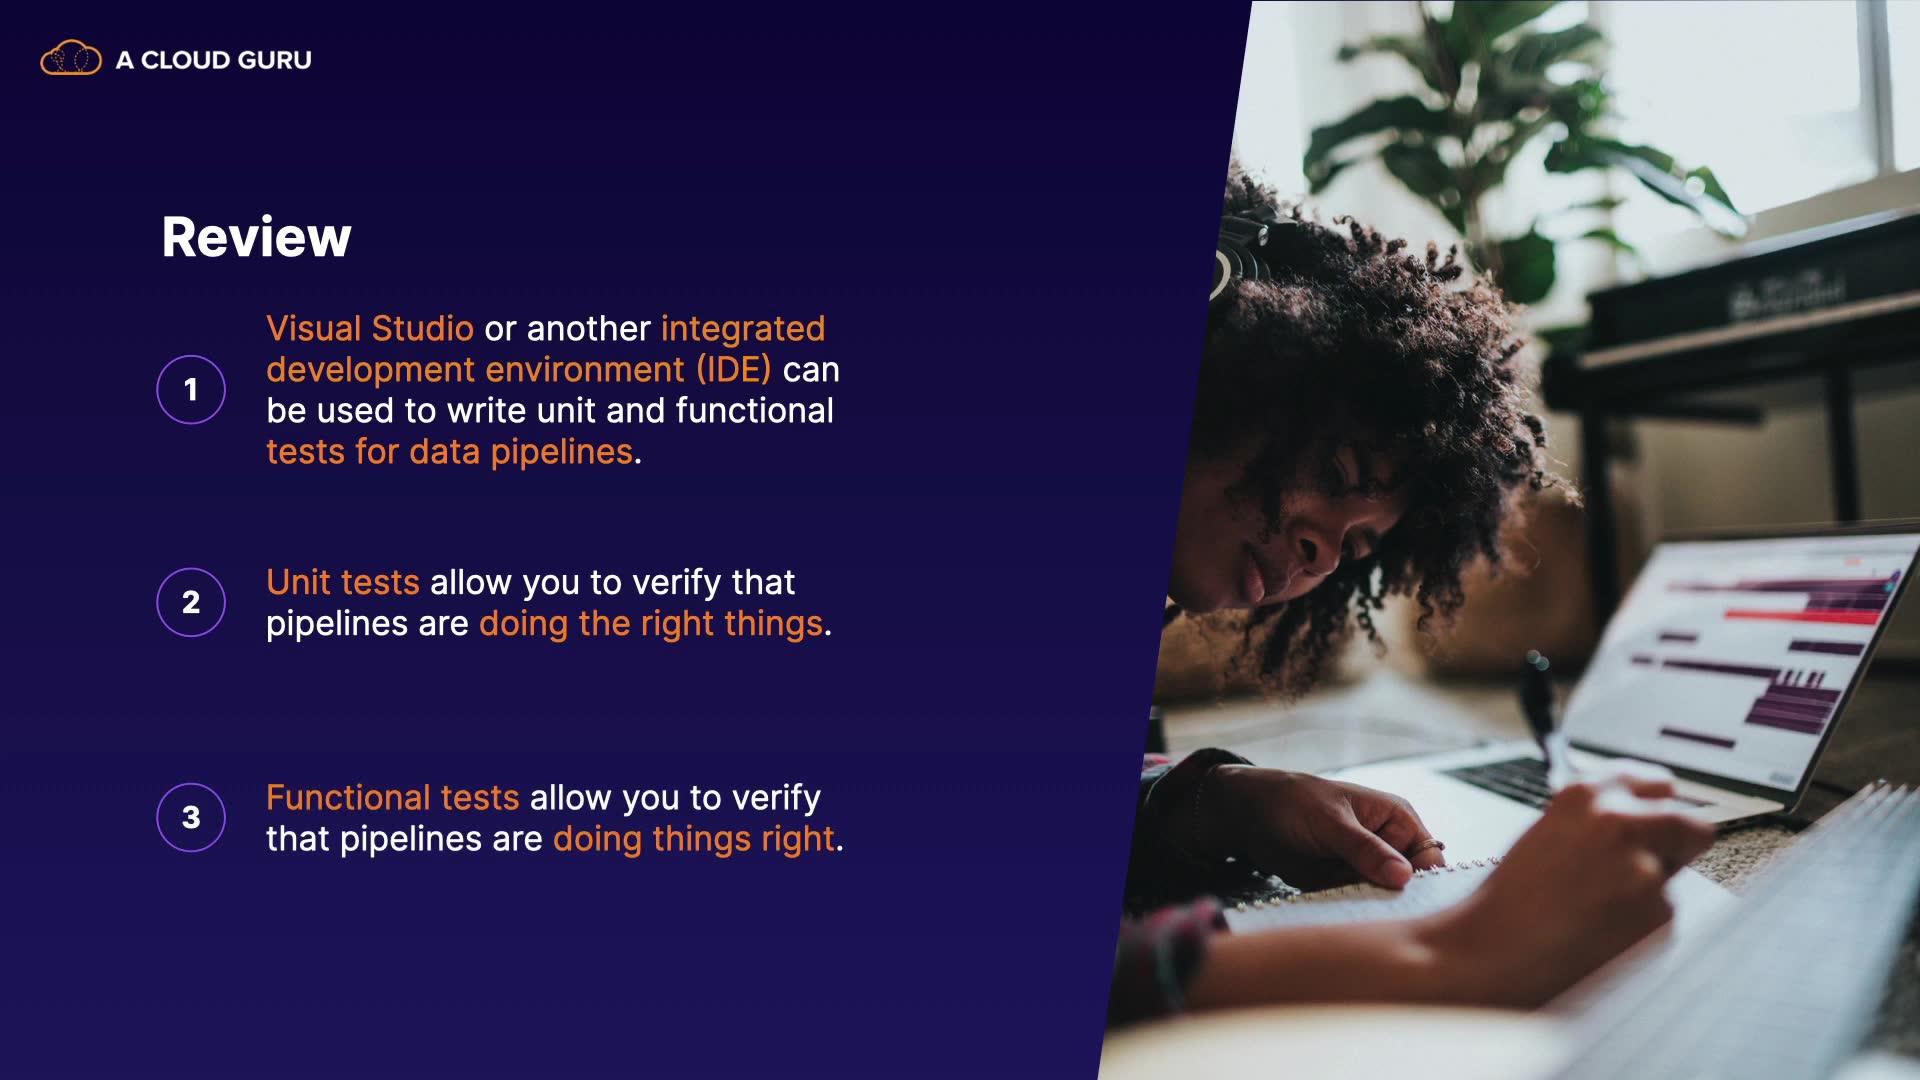 A CLOUD GURU
Review
1
Visual Studio or another integrated
development environment (IDE) can
be used to write unit and functional
tests for data pipelines.
2
Unit tests allow you to verify that
pipelines are doing the right things.
3
Functional tests allow you to verify
that pipelines are doing things right.